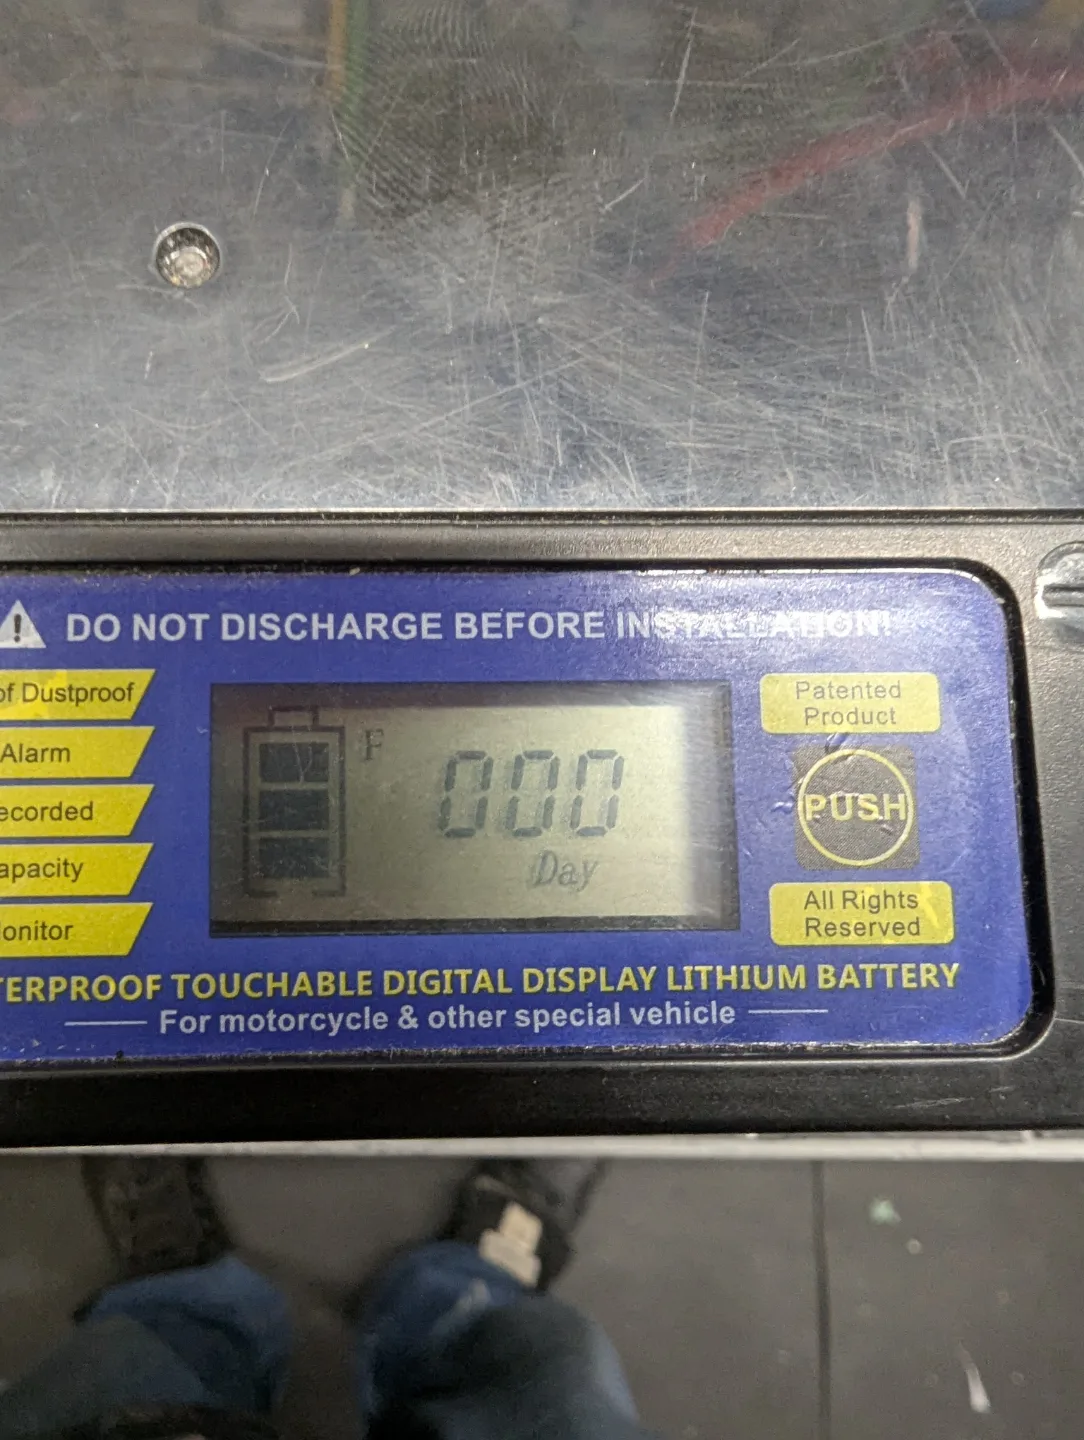 DO NOT DISCHARGE BEFORE INSTALLATION!
of Dustproof
Alarm
ecorded
apacity
onitor
F
000
Day
Patented
Product
PUSH
All Rights
Reserved
TERPROOF TOUCHABLE DIGITAL DISPLAY LITHIUM BATTERY
For motorcycle & other special vehicle